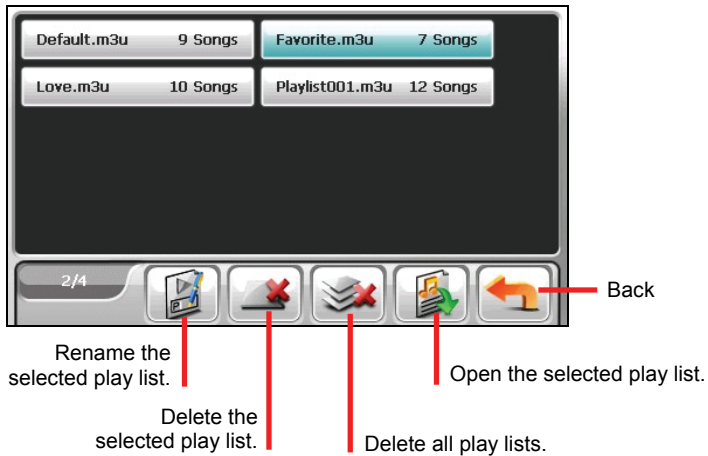 Default.m3u 9 Songs
Favorite.m3u 7 Songs
Love.m3u 10 Songs
Playlist001.m3u 12 Songs
2/4
Back
Rename the
selected play list.
Open the selected play list.
Delete the
selected play list.
Delete all play lists.